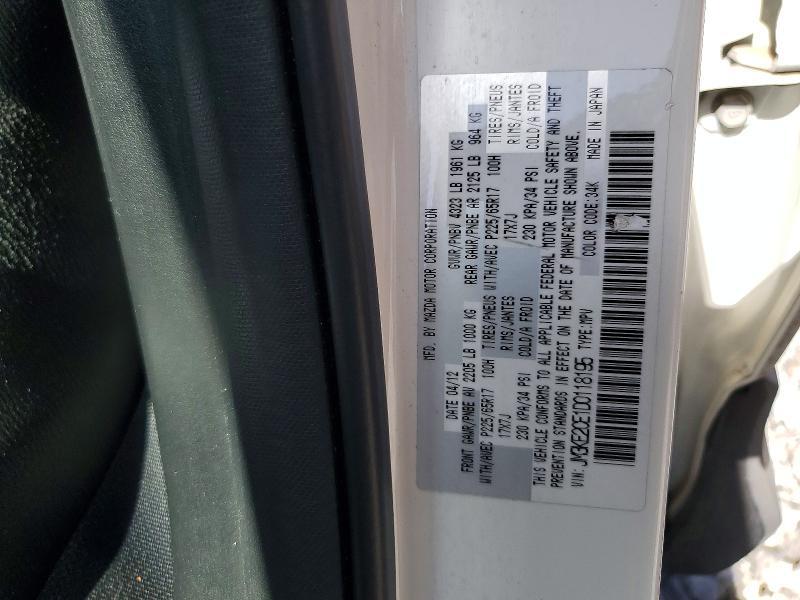 MFD. BY MAZDA MOTOR CORPORATION
DATE 04/12 GVWR/PNBV 4323 LB 1961 KG
FRONT GAWR/PNBE AV 2205 LB 1000 KG REAR GAWR/PNBE AR 2125 LB 964 KG
WITH/AVEC P225/65R17 100H TIRES/PNEUS WITH/AVEC P225/65R17 100H TIRES/PNEUS
17X7J RIMS/JANTES 17X7J RIMS/JANTES
230 KPA/34 PSI COLD/A FROID 230 KPA/34 PSI COLD/A FROID
THIS VEHICLE CONFORMS TO ALL APPLICABLE FEDERAL MOTOR VEHICLE SAFETY AND THEFT
PREVENTION STANDARDS IN EFFECT ON THE DATE OF MANUFACTURE SHOWN ABOVE.
VIN: JM3KE2DE1D0118195 TYPE:MPV COLOR CODE:34K MADE IN JAPAN